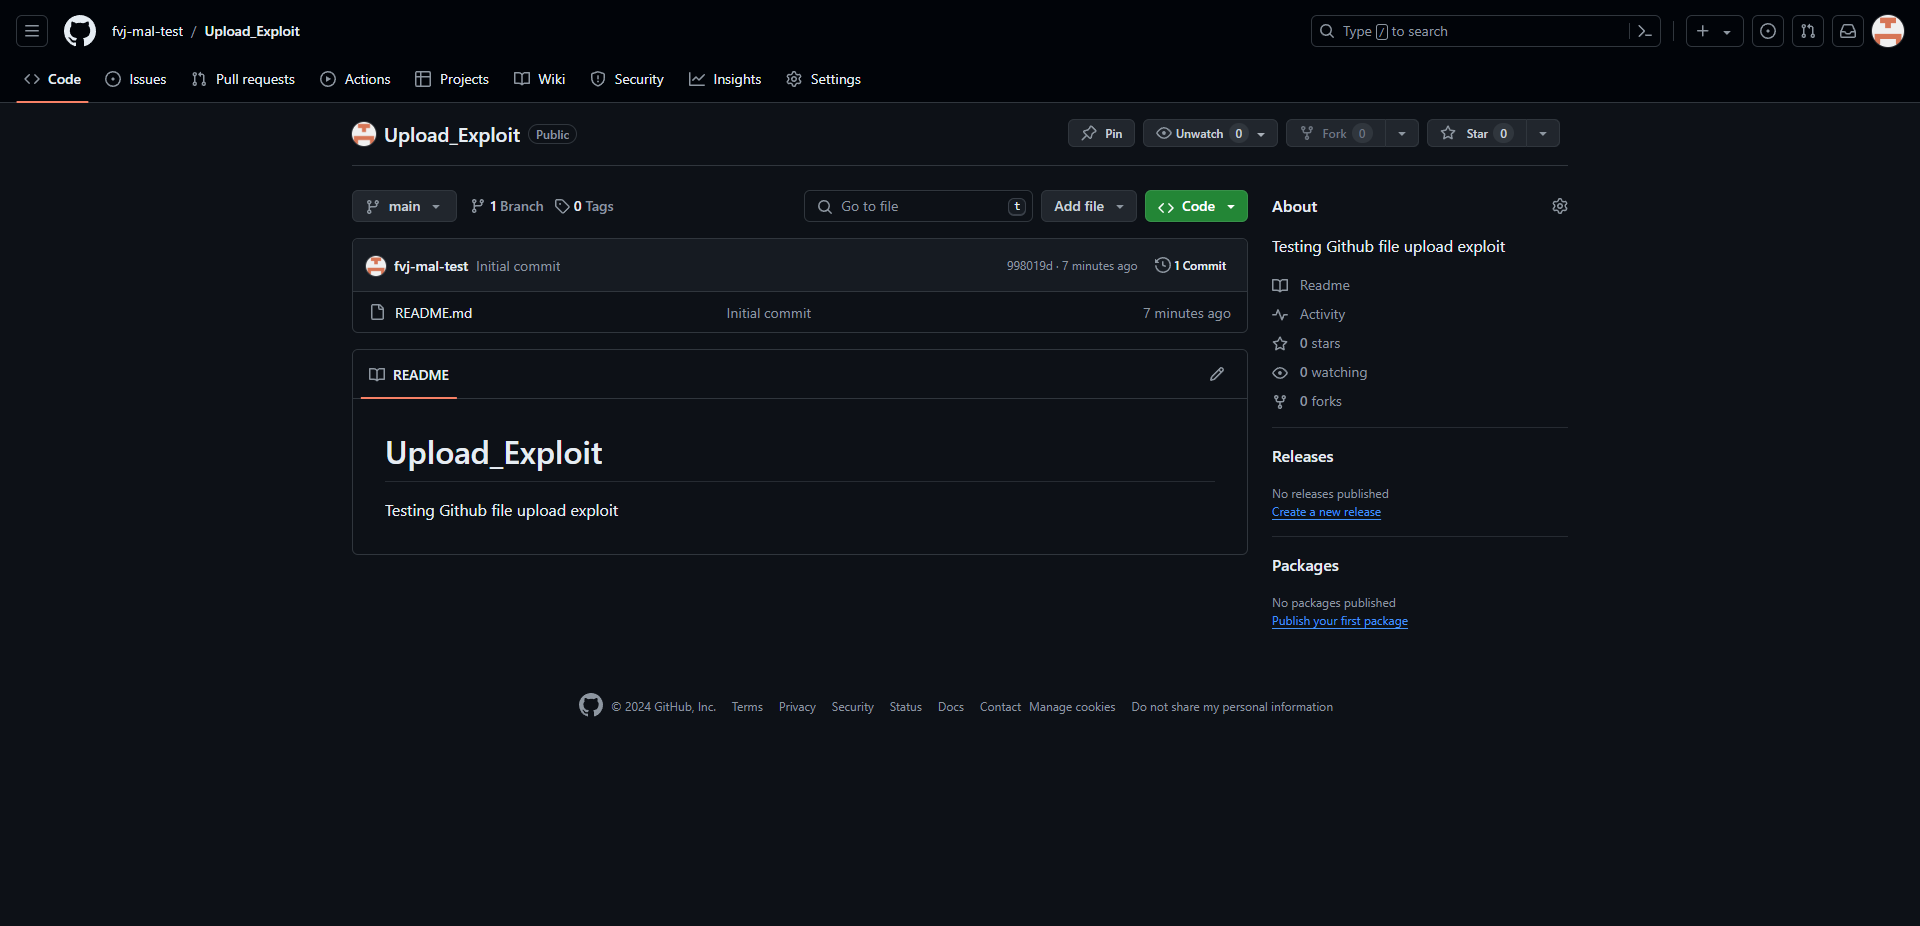 fvj-mal-test / Upload_Exploit
Type / to search
Code Issues Pull requests Actions Projects Wiki Security Insights Settings
Upload_Exploit Public
Pin Unwatch 0 Fork 0 Star 0
main 1 Branch 0 Tags
Go to file t Add file Code
fvj-mal-test Initial commit 998019d · 7 minutes ago 1 Commit
README.md Initial commit 7 minutes ago
README
Upload_Exploit
Testing Github file upload exploit
About
Testing Github file upload exploit
Readme
Activity
0 stars
0 watching
0 forks
Releases
No releases published
Create a new release
Packages
No packages published
Publish your first package
© 2024 GitHub, Inc. Terms Privacy Security Status Docs Contact Manage cookies Do not share my personal information